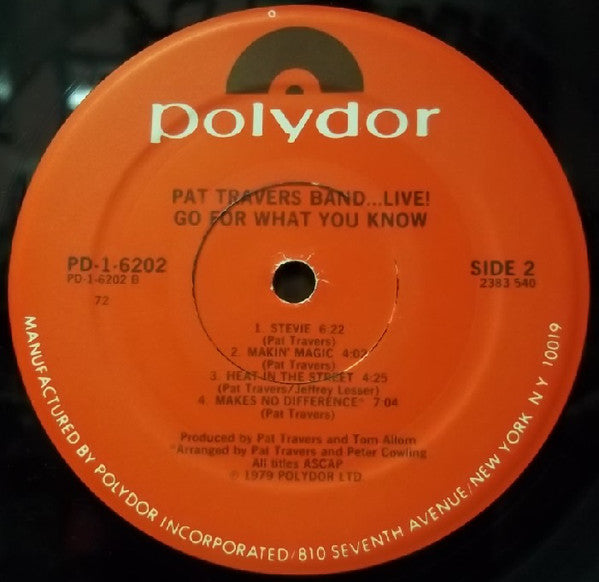 polydor
PAT TRAVERS BAND...LIVE!
GO FOR WHAT YOU KNOW
PD-1-6202
PD-1-6202 B
72
SIDE 2
2383 540
1. STEVIE 6:22
(Pat Travers)
2. MAKIN' MAGIC 4:02
(Pat Travers)
3. HEAT IN THE STREET 4:25
(Pat Travers/Jeffrey Lesser)
4. MAKES NO DIFFERENCE* 7:04
(Pat Travers)
Produced by Pat Travers and Tom Allom
*Arranged by Pat Travers and Peter Cowling
All titles ASCAP
℗ 1979 POLYDOR LTD.
MANUFACTURED BY POLYDOR INCORPORATED/810 SEVENTH AVENUE/NEW YORK N Y 10019